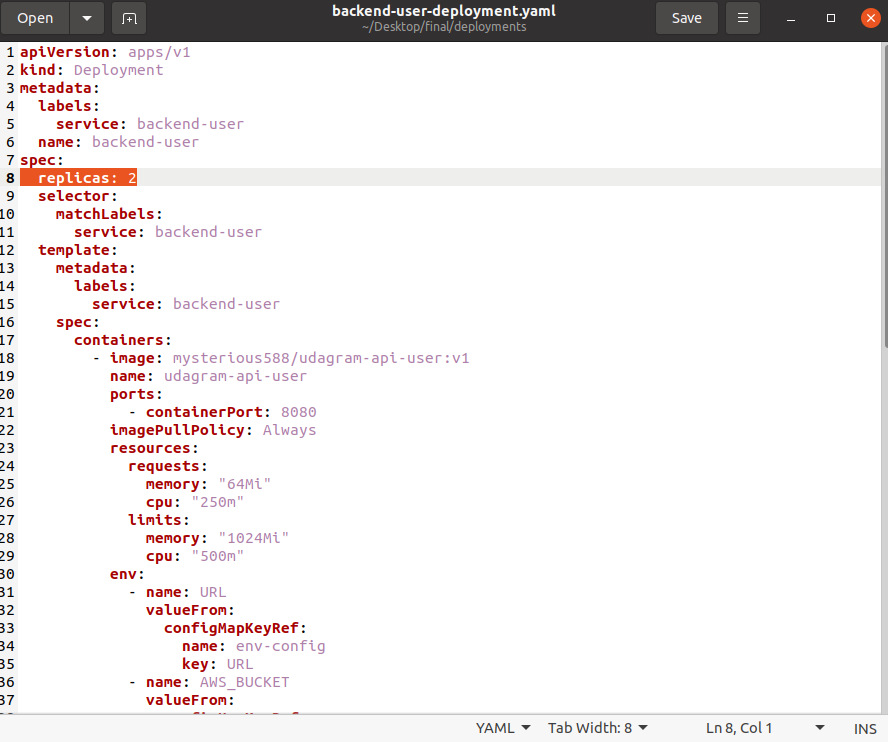 Open
backend-user-deployment.yaml
~/Desktop/final/deployments
Save
1 apiVersion: apps/v1
2 kind: Deployment
3 metadata:
4   labels:
5     service: backend-user
6   name: backend-user
7 spec:
8   replicas: 2
9   selector:
10     matchLabels:
11       service: backend-user
12   template:
13     metadata:
14       labels:
15         service: backend-user
16     spec:
17       containers:
18         - image: mysterious588/udagram-api-user:v1
19           name: udagram-api-user
20           ports:
21             - containerPort: 8080
22           imagePullPolicy: Always
23           resources:
24             requests:
25               memory: "64Mi"
26               cpu: "250m"
27             limits:
28               memory: "1024Mi"
29               cpu: "500m"
30           env:
31             - name: URL
32               valueFrom:
33                 configMapKeyRef:
34                   name: env-config
35                   key: URL
36             - name: AWS_BUCKET
37               valueFrom:
YAML
Tab Width: 8
Ln 8, Col 1
INS